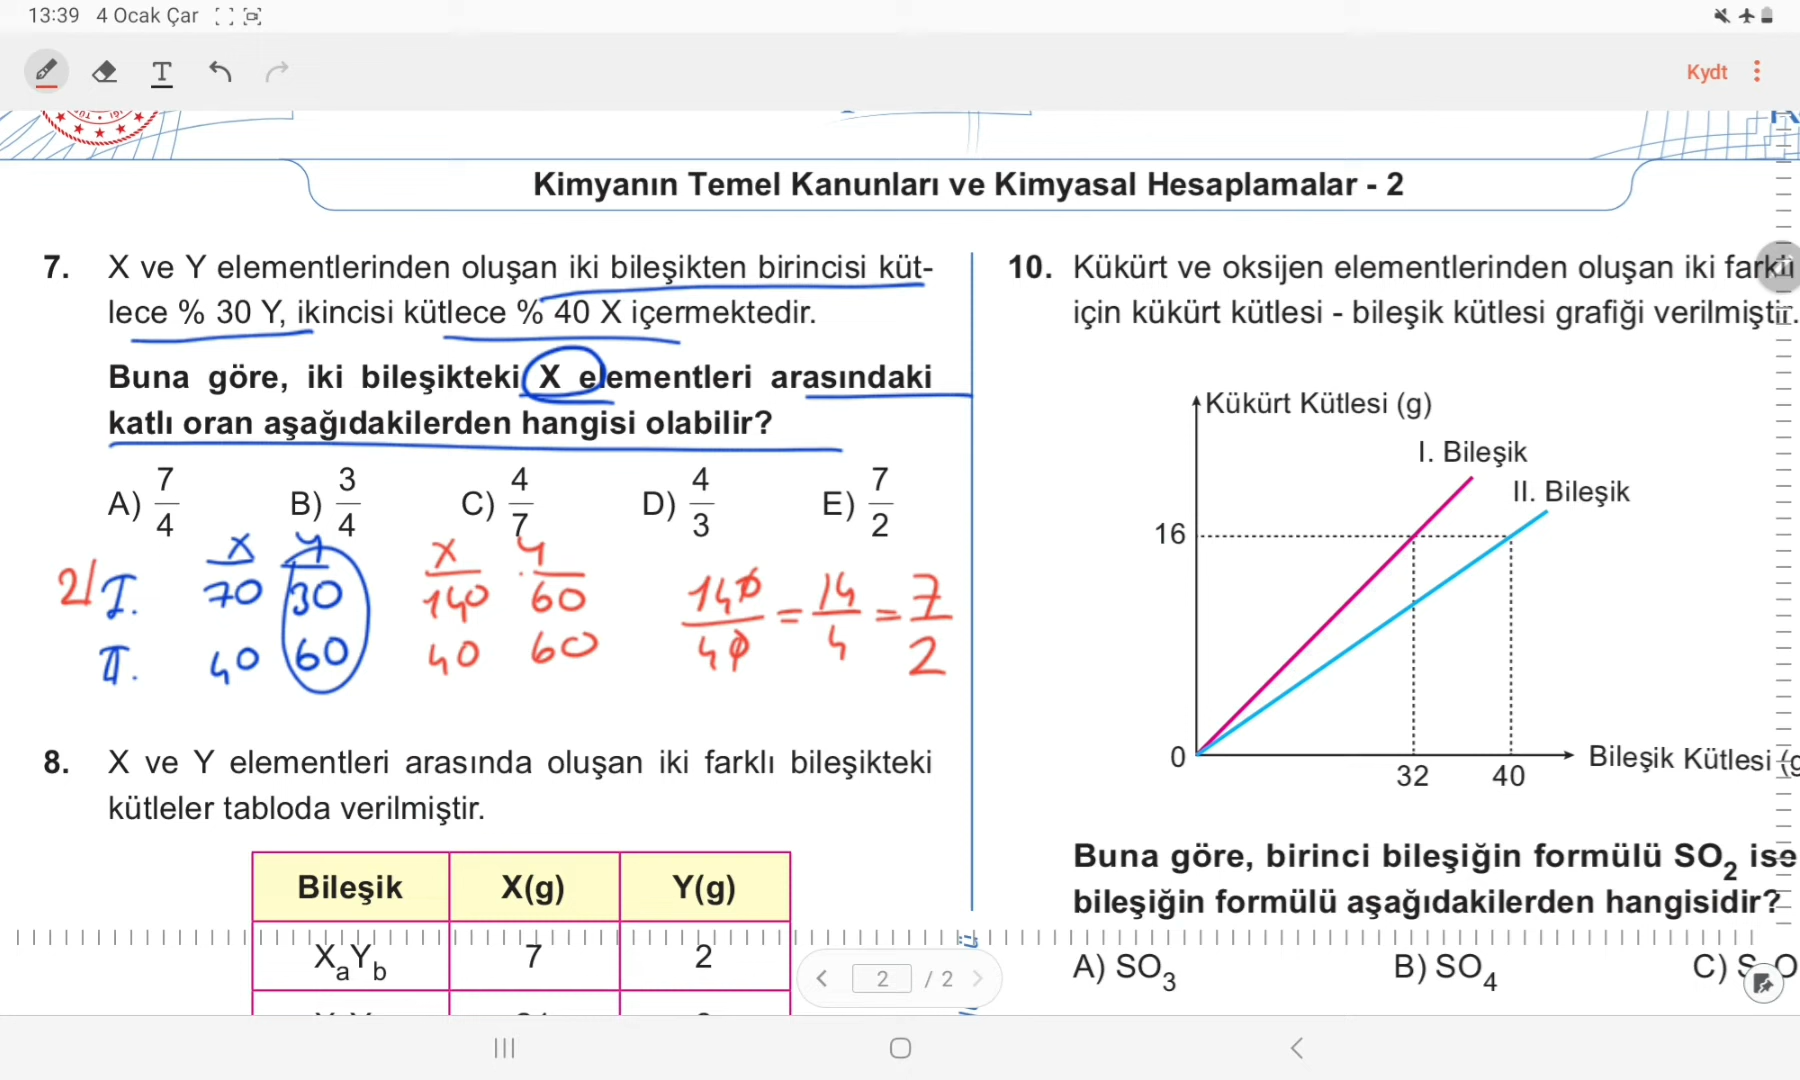 13:39 4 Ocak Çar
T
Kydt
Kimyanın Temel Kanunları ve Kimyasal Hesaplamalar - 2
7. X ve Y elementlerinden oluşan iki bileşikten birincisi küt-
lece % 30 Y, ikincisi kütlece % 40 X içermektedir.
Buna göre, iki bileşikteki X elementleri arasındaki
katlı oran aşağıdakilerden hangisi olabilir?
A) 7/4 B) 3/4 C) 4/7 D) 4/3 E) 7/2
X Y X Y
2/ I. 70 30 140 60 140/40 = 14/4 = 7/2
II. 40 60 40 60
8. X ve Y elementleri arasında oluşan iki farklı bileşikteki
kütleler tabloda verilmiştir.
Bileşik X(g) Y(g)
XaYb 7 2
10. Kükürt ve oksijen elementlerinden oluşan iki farklı
için kükürt kütlesi - bileşik kütlesi grafiği verilmiştir.
Kükürt Kütlesi (g)
I. Bileşik
II. Bileşik
16
0
32 40
Bileşik Kütlesi (g
Buna göre, birinci bileşiğin formülü SO2 ise
bileşiğin formülü aşağıdakilerden hangisidir?
A) SO3 B) SO4 C)
2 / 2